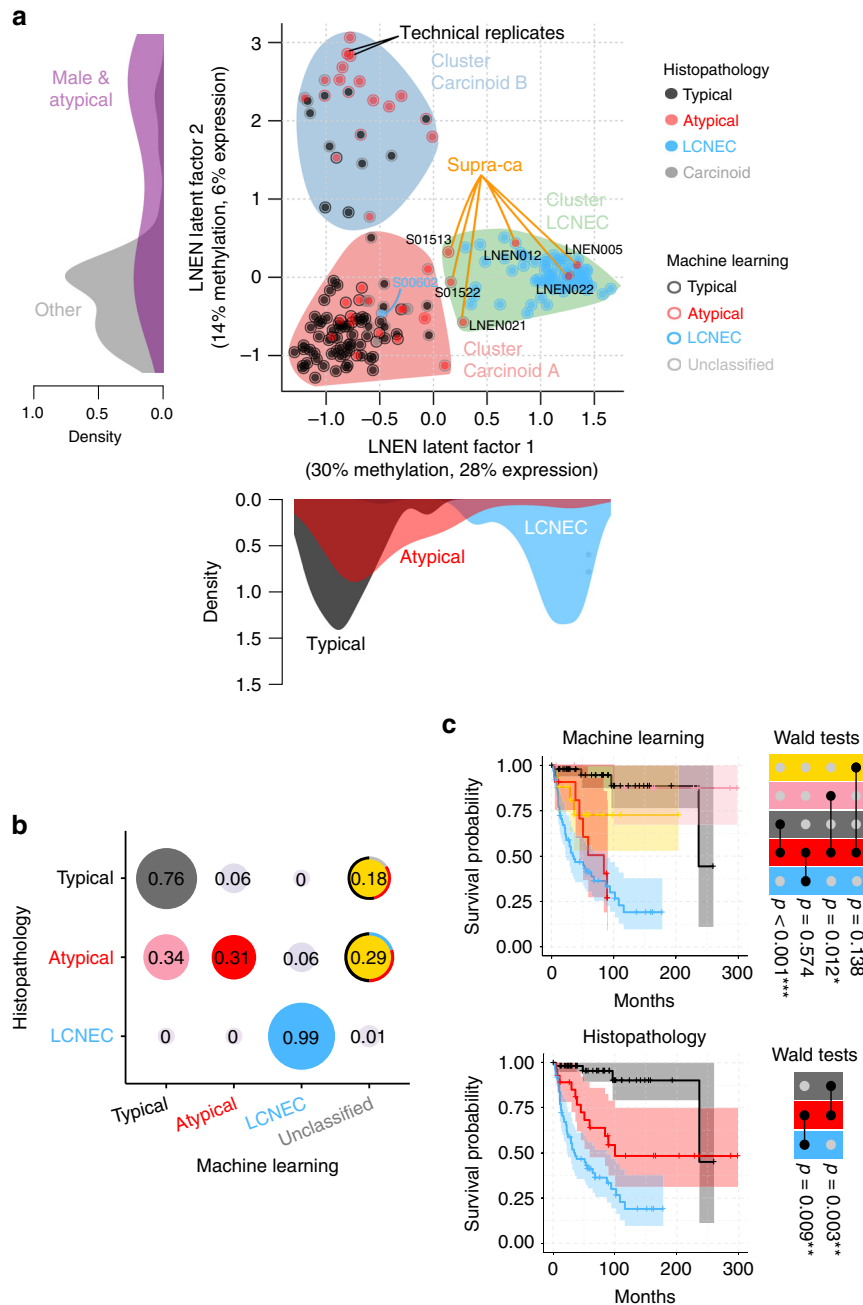 a
Male &
atypical
Other
1.0
0.5
0.0
Density
LNEN latent factor 2
(14% methylation, 6% expression)
3
2
1
0
−1
Technical replicates
Cluster
Carcinoid B
Supra-ca
Cluster
LCNEC
S01513
LNEN012
LNEN005
S00602
S01522
LNEN022
LNEN021
Cluster
Carcinoid A
−1.0
−0.5
0.0
0.5
1.0
1.5
LNEN latent factor 1
(30% methylation, 28% expression)
Histopathology
Typical
Atypical
LCNEC
Carcinoid
Machine learning
Typical
Atypical
LCNEC
Unclassified
0.0
0.5
1.0
1.5
Density
LCNEC
Atypical
Typical
b
Histopathology
Typical
0.76
0.06
0
0.18
Atypical
0.34
0.31
0.06
0.29
LCNEC
0
0
0.99
0.01
Typical
Atypical
LCNEC
Unclassified
Machine learning
c
Machine learning
Survival probability
1.00
0.75
0.50
0.25
0.00
0
100
200
300
Months
Wald tests
p < 0.001***
p = 0.574
p = 0.012*
p = 0.138
Histopathology
Survival probability
1.00
0.75
0.50
0.25
0.00
0
100
200
300
Months
Wald tests
p = 0.009**
p = 0.003**